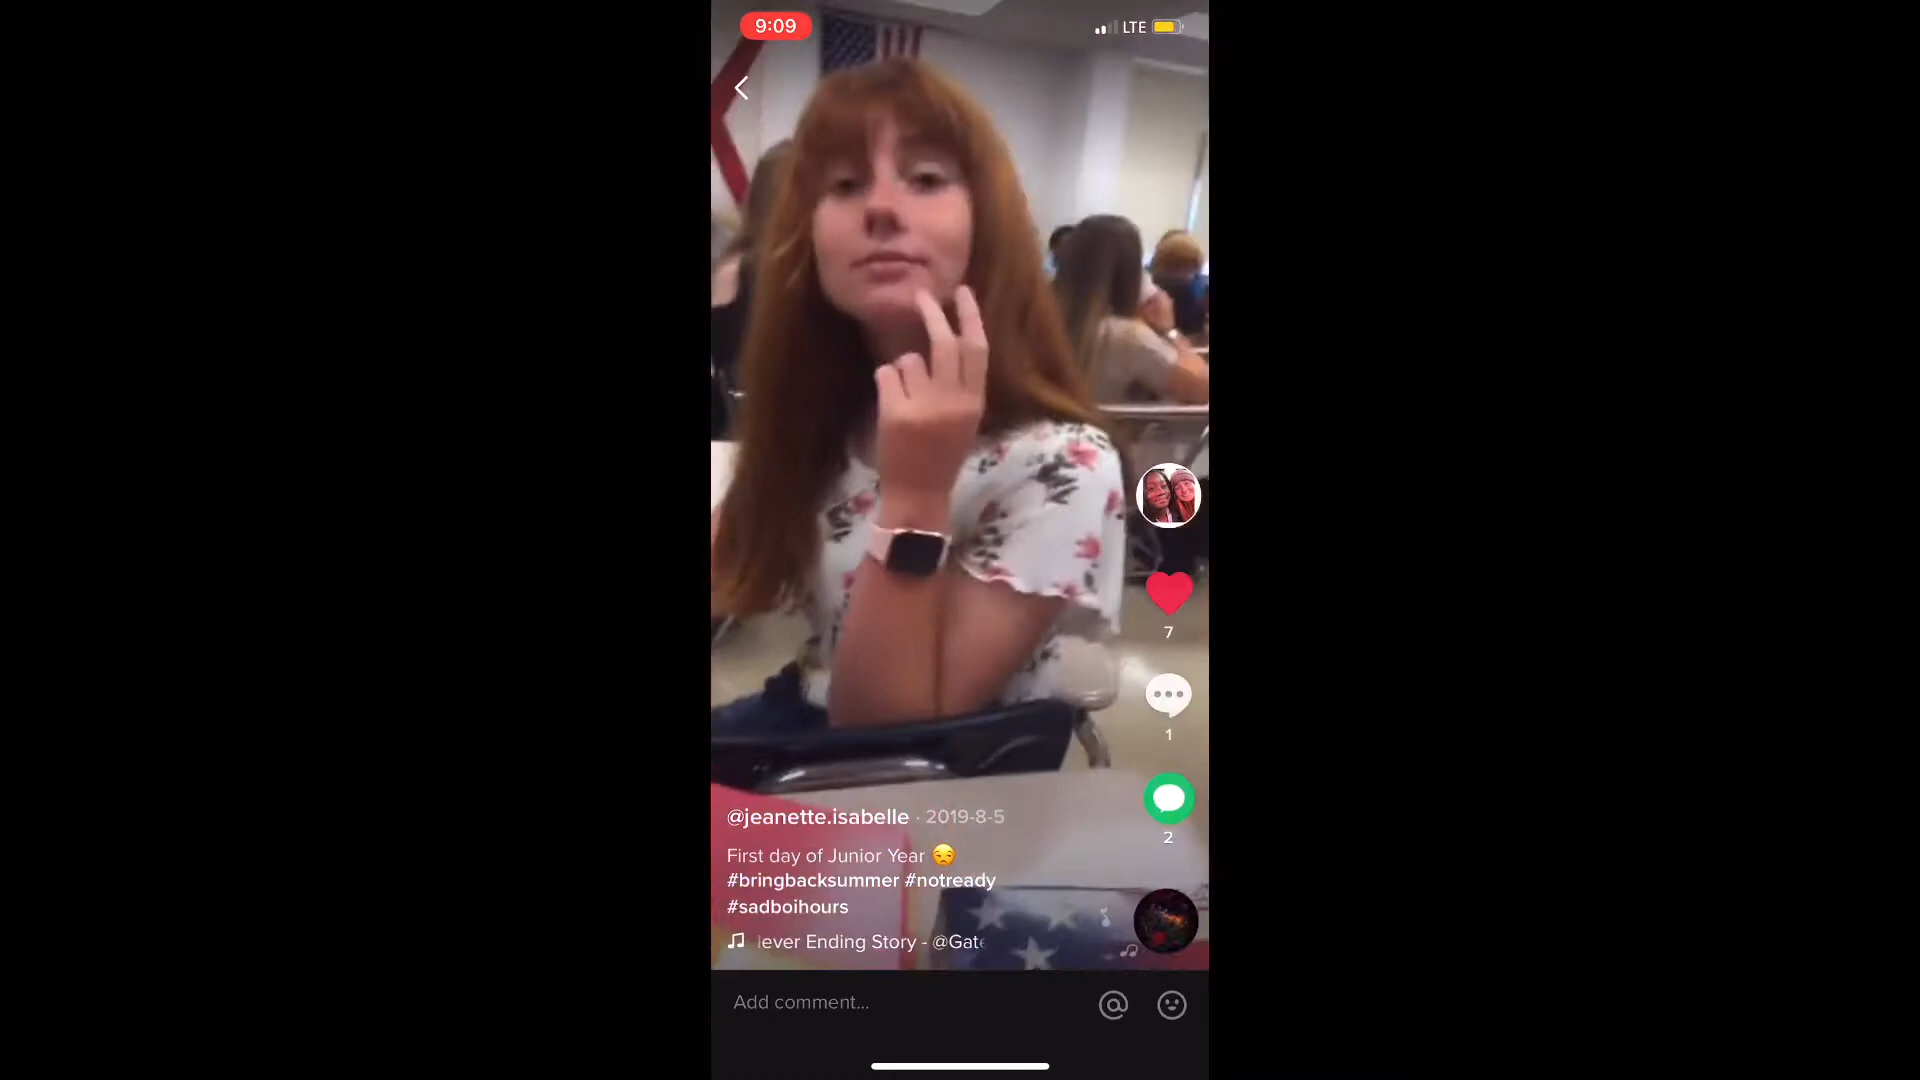 9:09
LTE
7
1
2
@jeanette.isabelle · 2019-8-5
First day of Junior Year 😒
#bringbacksummer #notready
#sadboihours
lever Ending Story - @Gat
Add comment...